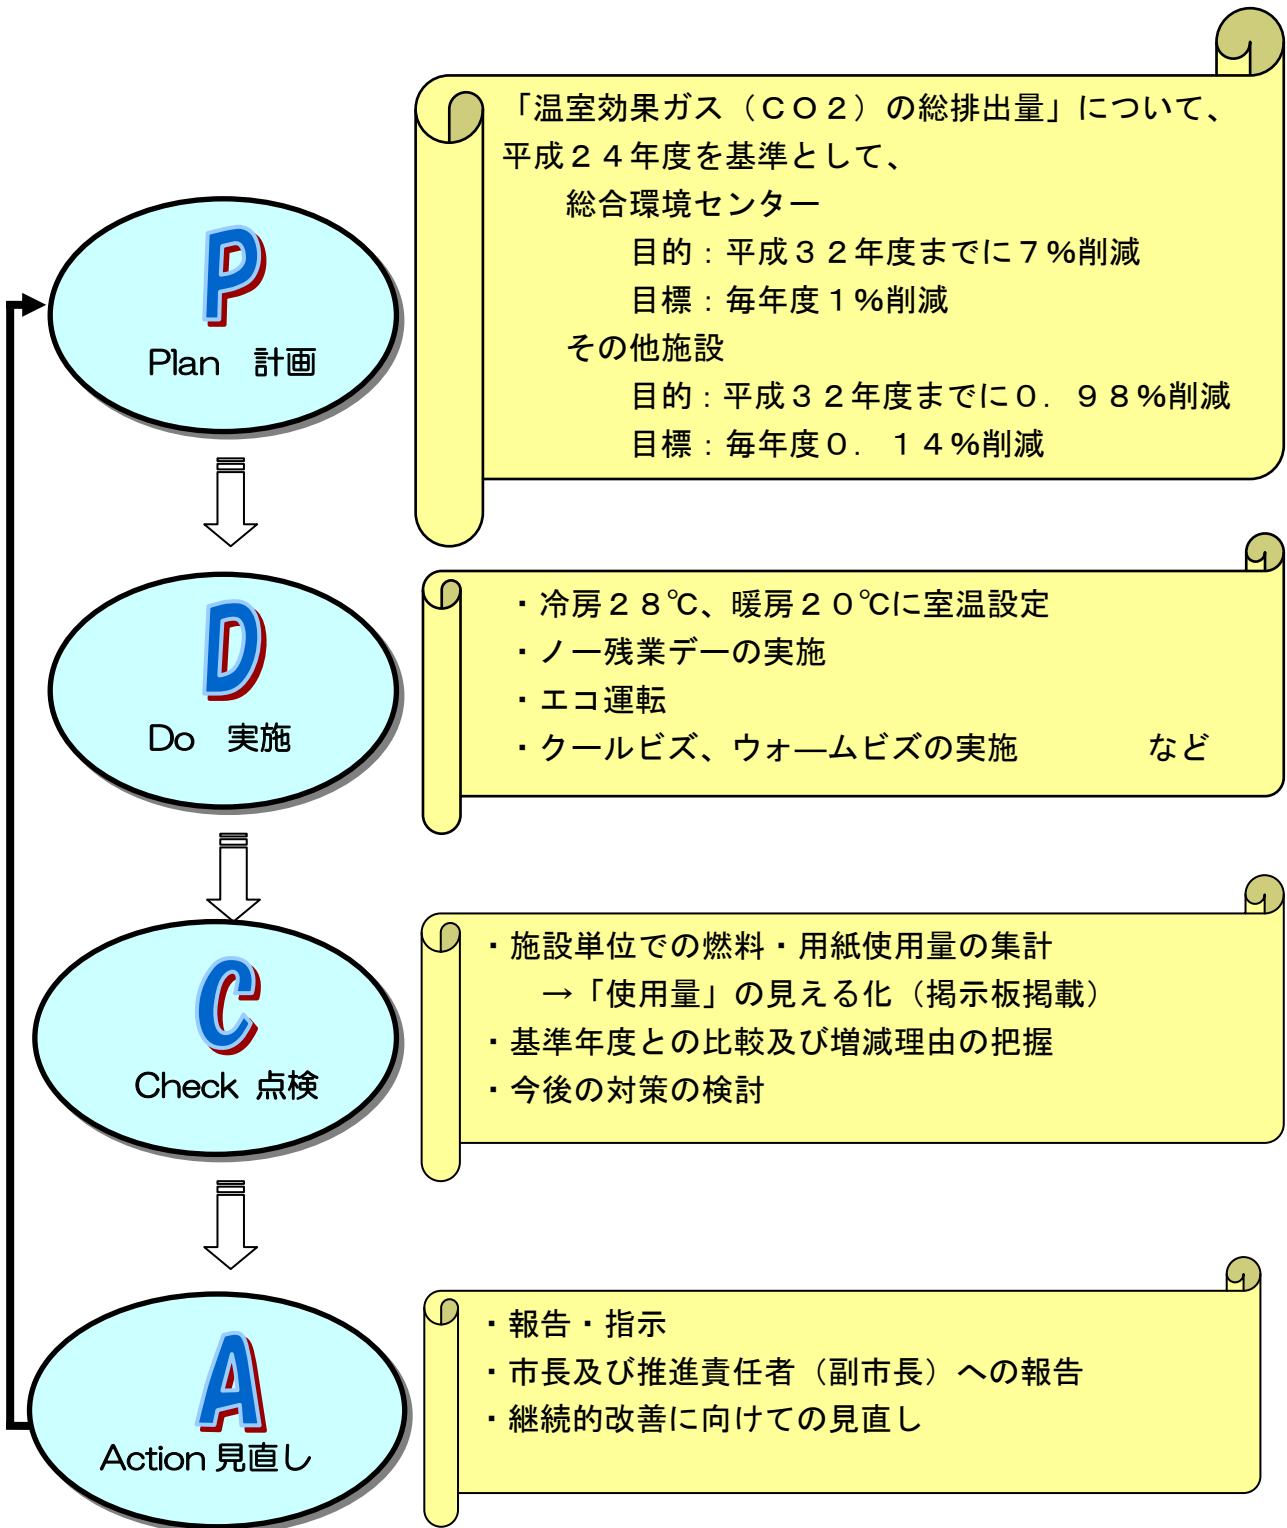 「温室効果ガス（ＣＯ２）の総排出量」について、
平成２４年度を基準として、
総合環境センター
目的：平成３２年度までに７％削減
目標：毎年度１％削減
その他施設
目的：平成３２年度までに０．９８％削減
目標：毎年度０．１４％削減
P
Plan　計画
・冷房２８℃、暖房２０℃に室温設定
・ノー残業デーの実施
・エコ運転
・クールビズ、ウォ―ムビズの実施　　　　など
D
Do　実施
・施設単位での燃料・用紙使用量の集計
→「使用量」の見える化（掲示板掲載）
・基準年度との比較及び増減理由の把握
・今後の対策の検討
C
Check 点検
・報告・指示
・市長及び推進責任者（副市長）への報告
・継続的改善に向けての見直し
A
Action 見直し